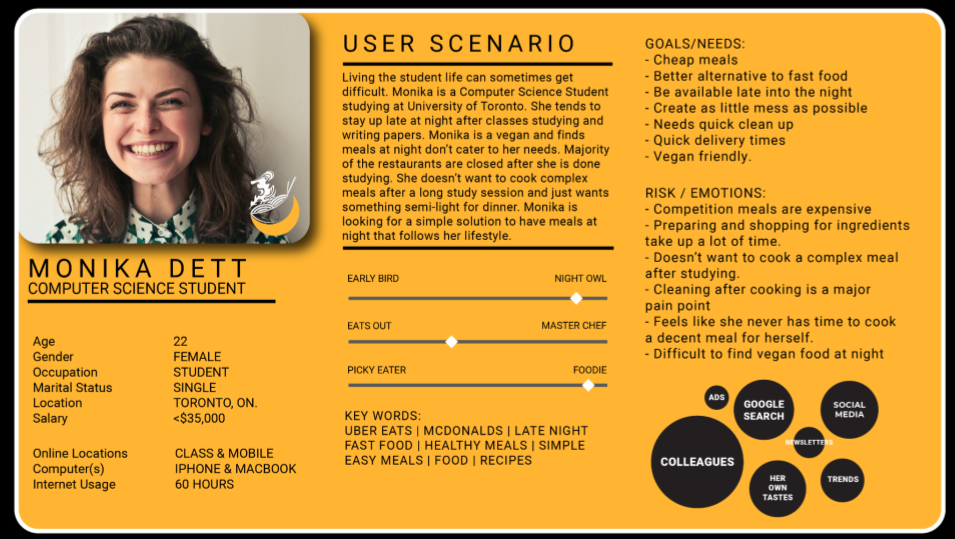 MONIKA DETT
COMPUTER SCIENCE STUDENT
Age 22
Gender FEMALE
Occupation STUDENT
Marital Status SINGLE
Location TORONTO, ON.
Salary <$35,000
Online Locations CLASS & MOBILE
Computer(s) IPHONE & MACBOOK
Internet Usage 60 HOURS
USER SCENARIO
Living the student life can sometimes get
difficult. Monika is a Computer Science Student
studying at University of Toronto. She tends to
stay up late at night after classes studying and
writing papers. Monika is a vegan and finds
meals at night don't cater to her needs. Majority
of the restaurants are closed after she is done
studying. She doesn't want to cook complex
meals after a long study session and just wants
something semi-light for dinner. Monika is
looking for a simple solution to have meals at
night that follows her lifestyle.
EARLY BIRD NIGHT OWL
EATS OUT MASTER CHEF
PICKY EATER FOODIE
KEY WORDS:
UBER EATS | MCDONALDS | LATE NIGHT
FAST FOOD | HEALTHY MEALS | SIMPLE
EASY MEALS | FOOD | RECIPES
GOALS/NEEDS:
- Cheap meals
- Better alternative to fast food
- Be available late into the night
- Create as little mess as possible
- Needs quick clean up
- Quick delivery times
- Vegan friendly.
RISK / EMOTIONS:
- Competition meals are expensive
- Preparing and shopping for ingredients
take up a lot of time.
- Doesn't want to cook a complex meal
after studying.
- Cleaning after cooking is a major
pain point
- Feels like she never has time to cook
a decent meal for herself.
- Difficult to find vegan food at night
ADS
GOOGLE
SEARCH
SOCIAL
MEDIA
NEWSLETTERS
COLLEAGUES
HER
OWN
TASTES
TRENDS